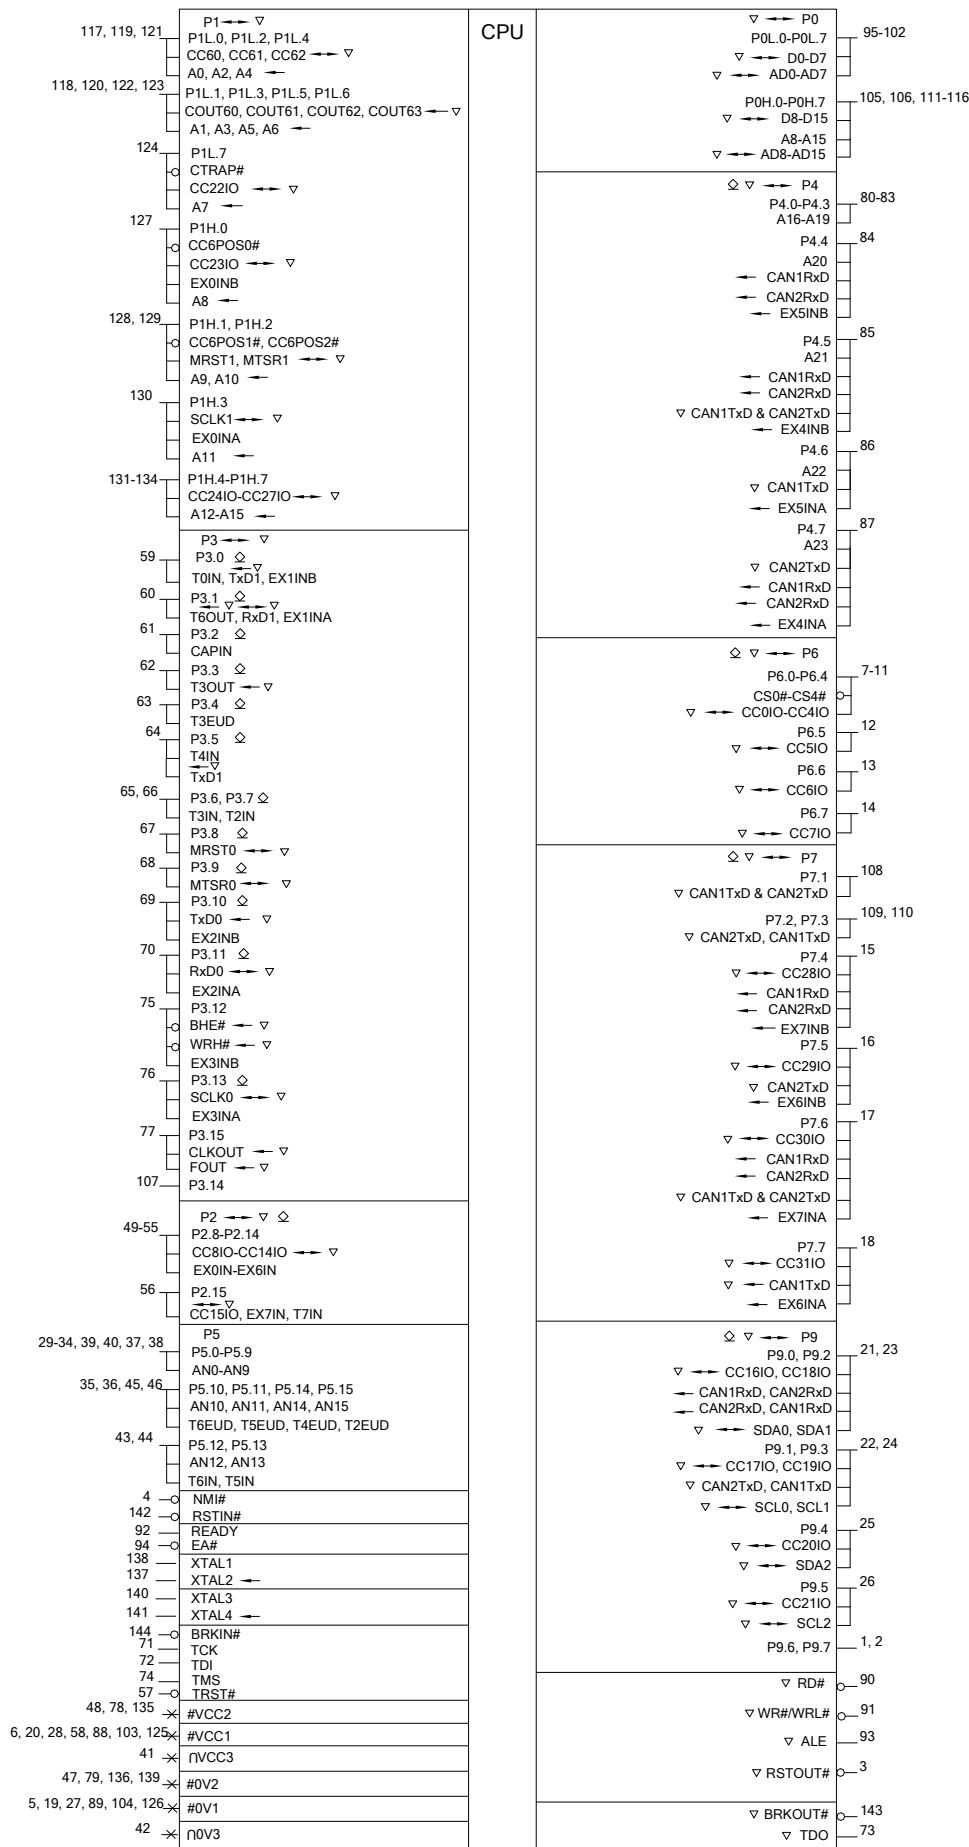 CPU
P1
117, 119, 121
P1L.0, P1L.2, P1L.4
CC60, CC61, CC62
A0, A2, A4
118, 120, 122, 123
P1L.1, P1L.3, P1L.5, P1L.6
COUT60, COUT61, COUT62, COUT63
A1, A3, A5, A6
124
P1L.7
CTRAP#
CC22IO
A7
127
P1H.0
CC6POS0#
CC23IO
EX0INB
A8
128, 129
P1H.1, P1H.2
CC6POS1#, CC6POS2#
MRST1, MTSR1
A9, A10
130
P1H.3
SCLK1
EX0INA
A11
131-134
P1H.4-P1H.7
CC24IO-CC27IO
A12-A15
P3
59
P3.0
T0IN, TxD1, EX1INB
60
P3.1
T6OUT, RxD1, EX1INA
61
P3.2
CAPIN
62
P3.3
T3OUT
63
P3.4
T3EUD
64
P3.5
T4IN
TxD1
65, 66
P3.6, P3.7
T3IN, T2IN
67
P3.8
MRST0
68
P3.9
MTSR0
69
P3.10
TxD0
EX2INB
70
P3.11
RxD0
EX2INA
75
P3.12
BHE#
WRH#
EX3INB
76
P3.13
SCLK0
EX3INA
77
P3.15
CLKOUT
FOUT
107
P3.14
P2
49-55
P2.8-P2.14
CC8IO-CC14IO
EX0IN-EX6IN
56
P2.15
CC15IO, EX7IN, T7IN
P5
29-34, 39, 40, 37, 38
P5.0-P5.9
AN0-AN9
35, 36, 45, 46
P5.10, P5.11, P5.14, P5.15
AN10, AN11, AN14, AN15
T6EUD, T5EUD, T4EUD, T2EUD
43, 44
P5.12, P5.13
AN12, AN13
T6IN, T5IN
4
NMI#
142
RSTIN#
92
READY
94
EA#
138
XTAL1
137
XTAL2
140
XTAL3
141
XTAL4
144
BRKIN#
71
TCK
72
TDI
74
TMS
57
TRST#
48, 78, 135
#VCC2
6, 20, 28, 58, 88, 103, 125
#VCC1
41
∩VCC3
47, 79, 136, 139
#0V2
5, 19, 27, 89, 104, 126
#0V1
42
∩0V3
P0
P0L.0-P0L.7
95-102
D0-D7
AD0-AD7
P0H.0-P0H.7
105, 106, 111-116
D8-D15
A8-A15
AD8-AD15
P4
P4.0-P4.3
80-83
A16-A19
P4.4
84
A20
CAN1RxD
CAN2RxD
EX5INB
P4.5
85
A21
CAN1RxD
CAN2RxD
CAN1TxD & CAN2TxD
EX4INB
P4.6
86
A22
CAN1TxD
EX5INA
P4.7
87
A23
CAN2TxD
CAN1RxD
CAN2RxD
EX4INA
P6
P6.0-P6.4
7-11
CS0#-CS4#
CC0IO-CC4IO
P6.5
12
CC5IO
P6.6
13
CC6IO
P6.7
14
CC7IO
P7
P7.1
108
CAN1TxD & CAN2TxD
P7.2, P7.3
109, 110
CAN2TxD, CAN1TxD
P7.4
15
CC28IO
CAN1RxD
CAN2RxD
EX7INB
P7.5
16
CC29IO
CAN2TxD
EX6INB
P7.6
17
CC30IO
CAN1RxD
CAN2RxD
CAN1TxD & CAN2TxD
EX7INA
P7.7
18
CC31IO
CAN1TxD
EX6INA
P9
P9.0, P9.2
21, 23
CC16IO, CC18IO
CAN1RxD, CAN2RxD
CAN2RxD, CAN1RxD
SDA0, SDA1
P9.1, P9.3
22, 24
CC17IO, CC19IO
CAN2TxD, CAN1TxD
SCL0, SCL1
P9.4
25
CC20IO
SDA2
P9.5
26
CC21IO
SCL2
P9.6, P9.7
1, 2
RD#
90
WR#/WRL#
91
ALE
93
RSTOUT#
3
BRKOUT#
143
TDO
73